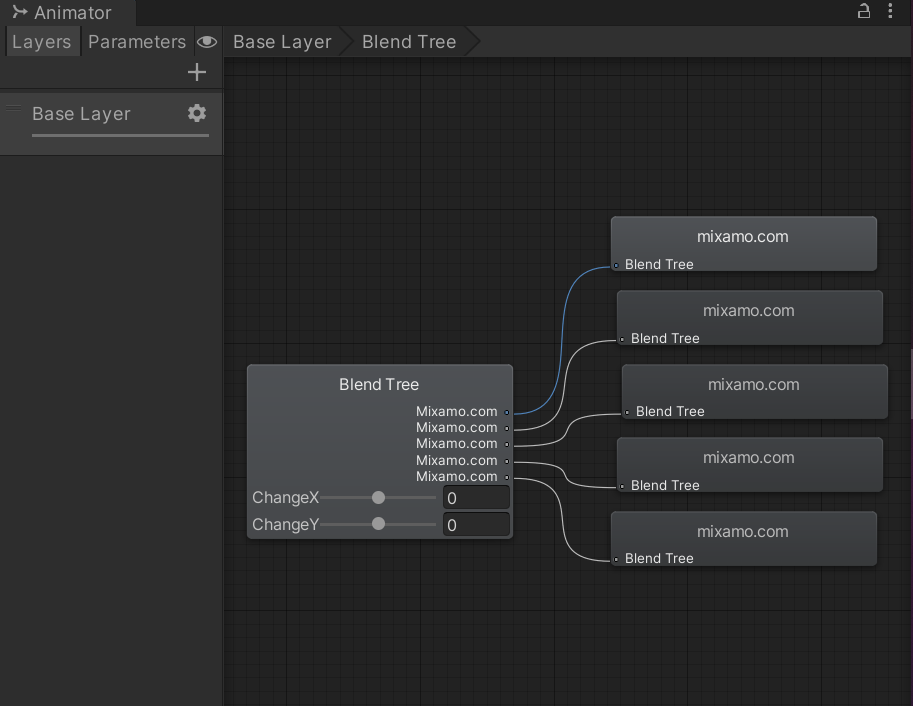 Animator
Layers Parameters Base Layer Blend Tree
Base Layer
mixamo.com
Blend Tree
mixamo.com
Blend Tree
Blend Tree
Mixamo.com
Mixamo.com
Mixamo.com
Mixamo.com
Mixamo.com
ChangeX 0
ChangeY 0
mixamo.com
Blend Tree
mixamo.com
Blend Tree
mixamo.com
Blend Tree